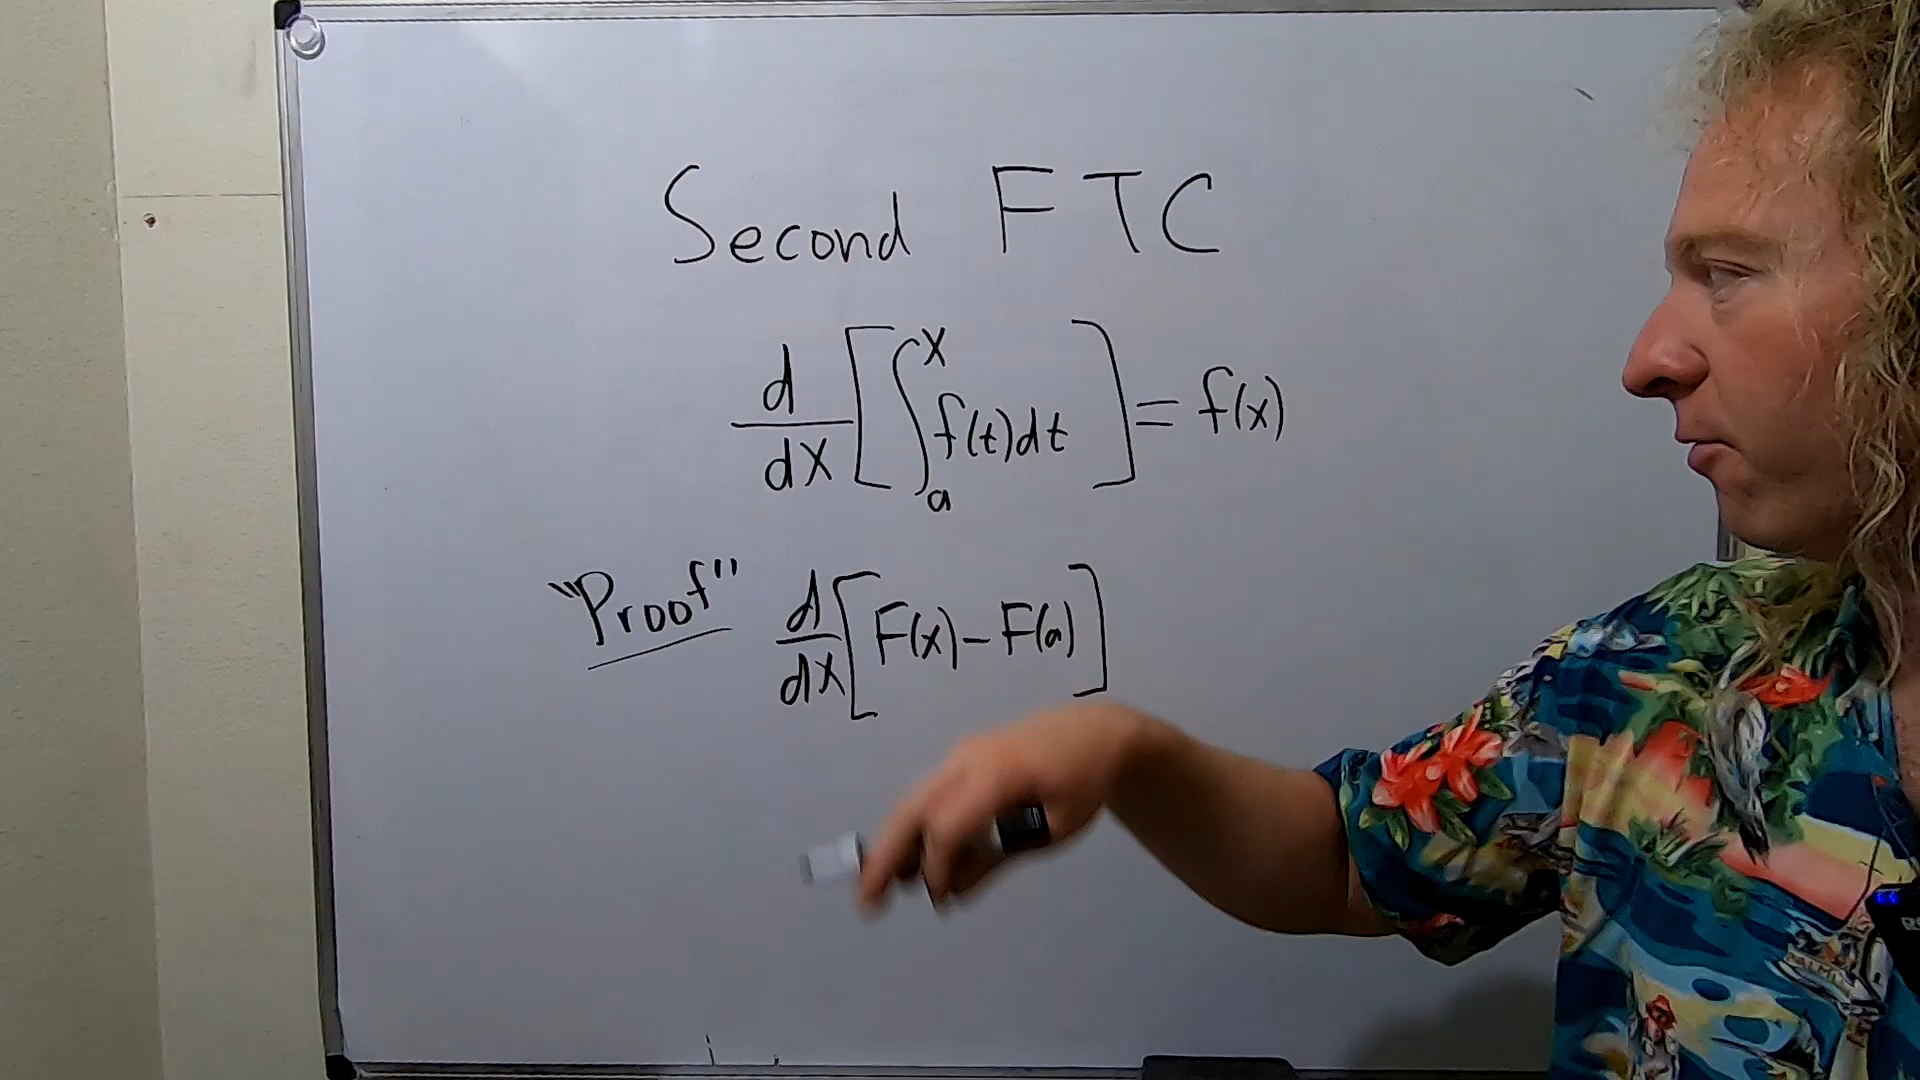 Second FTC
d/dx [∫_a^x f(t)dt] = f(x)
"Proof" d/dx [F(x) - F(a)]